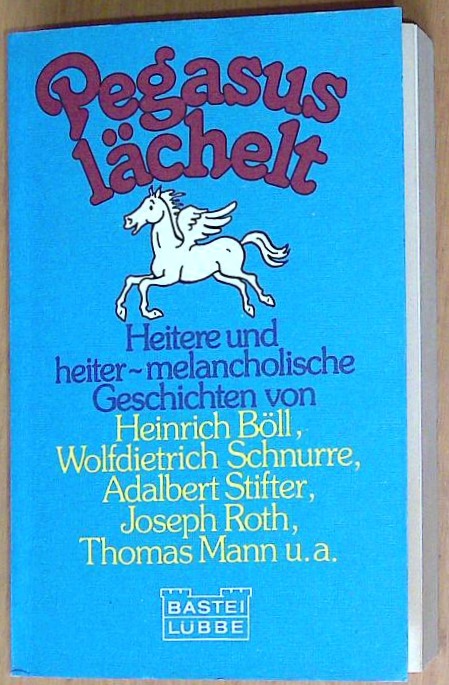 Pegasus
lächelt
Heitere und
heiter~melancholische
Geschichten von
Heinrich Böll,
Wolfdietrich Schnurre,
Adalbert Stifter,
Joseph Roth,
Thomas Mann u.a.
BASTEI
LÜBBE